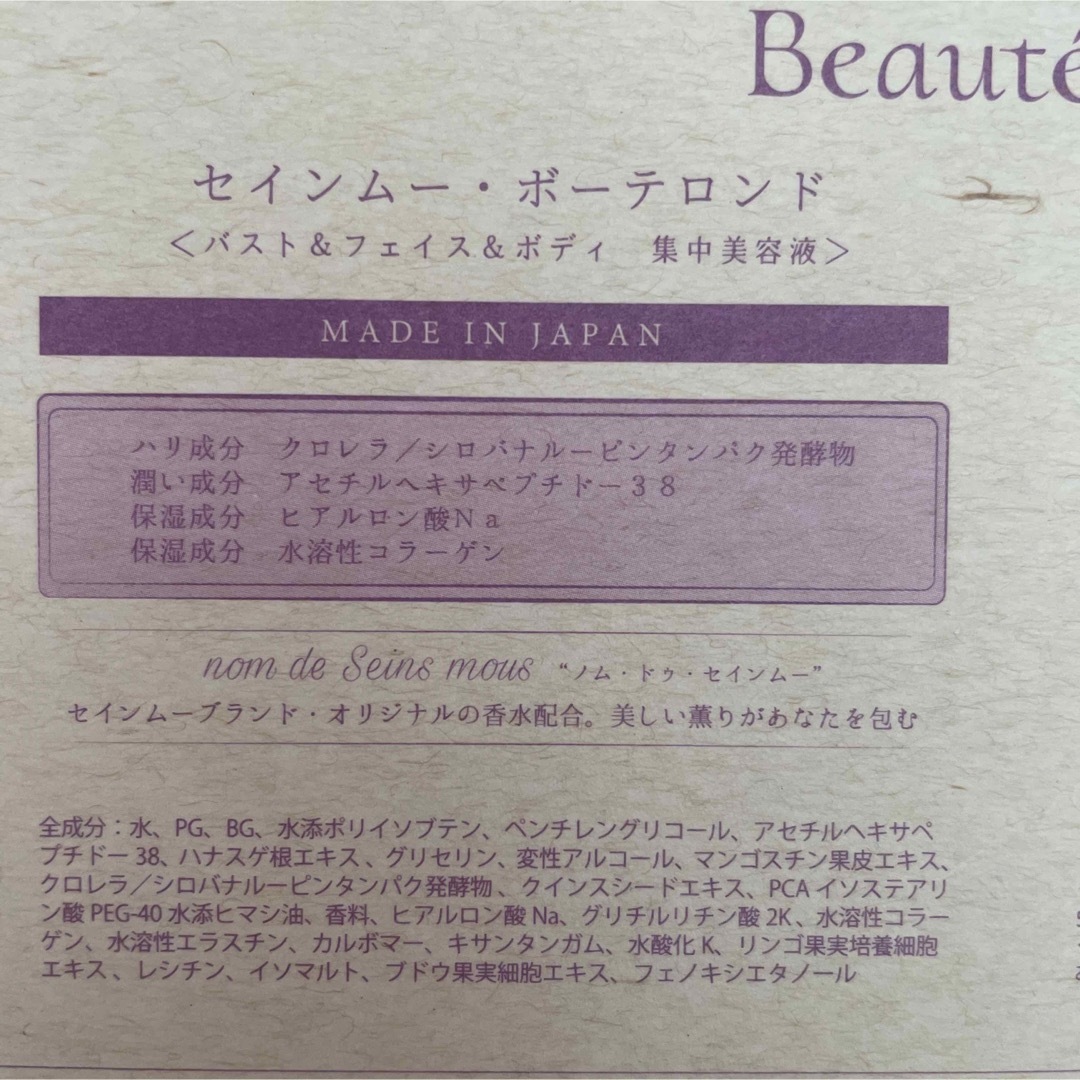 Beauté
セインムー・ボーテロンド
＜バスト＆フェイス＆ボディ　集中美容液＞
MADE IN JAPAN
ハリ成分　クロレラ／シロバナルーピンタンパク発酵物
潤い成分　アセチルヘキサペプチドー３８
保湿成分　ヒアルロン酸Ｎａ
保湿成分　水溶性コラーゲン
nom de Seins mous “ノム・ドゥ・セインムー”
セインムーブランド・オリジナルの香水配合。美しい薫りがあなたを包む
全成分：水、PG、BG、水添ポリイソブテン、ペンチレングリコール、アセチルヘキサペ
プチドー 38、ハナスゲ根エキス、グリセリン、変性アルコール、マンゴスチン果皮エキス、
クロレラ／シロバナルーピンタンパク発酵物、クインスシードエキス、PCA イソステアリ
ン酸 PEG-40 水添ヒマシ油、香料、ヒアルロン酸 Na、グリチルリチン酸 2K、水溶性コラー
ゲン、水溶性エラスチン、カルボマー、キサンタンガム、水酸化 K、リンゴ果実培養細胞
エキス、レシチン、イソマルト、ブドウ果実細胞エキス、フェノキシエタノール